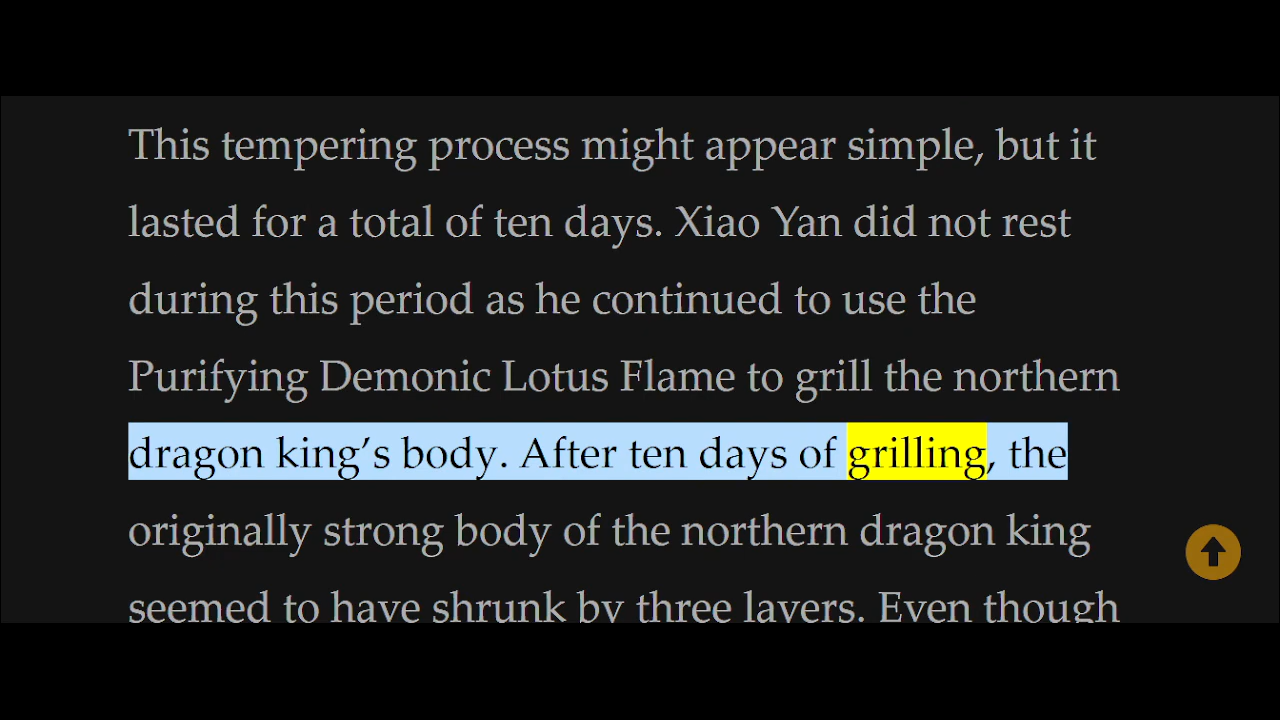 This tempering process might appear simple, but it
lasted for a total of ten days. Xiao Yan did not rest
during this period as he continued to use the
Purifying Demonic Lotus Flame to grill the northern
dragon king’s body. After ten days of grilling, the
originally strong body of the northern dragon king
seemed to have shrunk by three layers. Even though